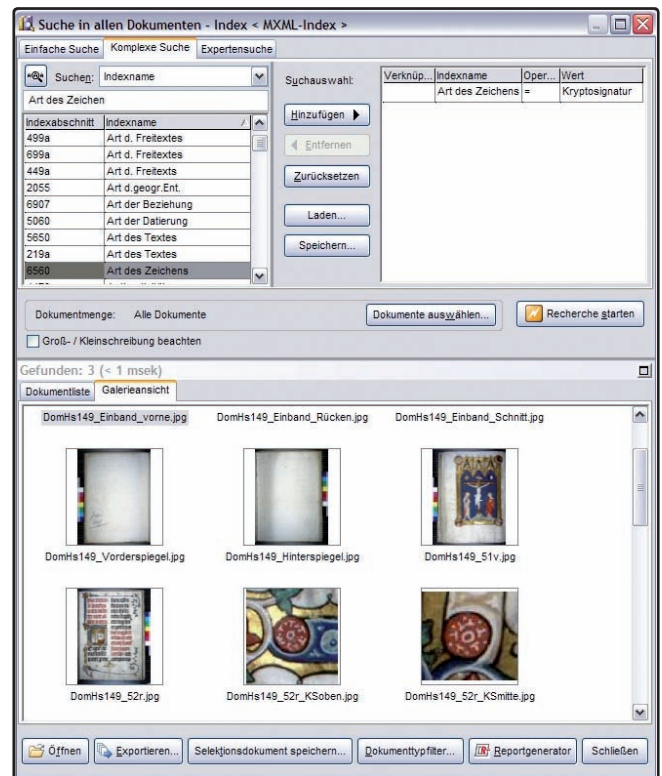 Suche in allen Dokumenten - Index < MXML-Index >
Einfache Suche Komplexe Suche Expertensuche
Suchen: Indexname
Art des Zeichen
Indexabschnitt Indexname
499a Art d. Freitextes
699a Art d. Freitextes
449a Art d. Freitexts
2055 Art d.geogr.Ent.
6907 Art der Beziehung
5060 Art der Datierung
5650 Art des Textes
219a Art des Textes
6560 Art des Zeichens
Suchauswahl:
Hinzufügen
Entfernen
Zurücksetzen
Laden...
Speichern...
Verknüp... Indexname Oper... Wert
Art des Zeichens = Kryptosignatur
Dokumentmenge: Alle Dokumente Dokumente auswählen... Recherche starten
Groß- / Kleinschreibung beachten
Gefunden: 3 (< 1 msek)
Dokumentliste Galerieansicht
DomHs149_Einband_vorne.jpg DomHs149_Einband_Rücken.jpg DomHs149_Einband_Schnitt.jpg
DomHs149_Vorderspiegel.jpg DomHs149_Hinterspiegel.jpg DomHs149_51v.jpg
DomHs149_52r.jpg DomHs149_52r_KSoben.jpg DomHs149_52r_KSmitte.jpg
Öffnen Exportieren... Selektionsdokument speichern... Dokumenttypfilter... Reportgenerator Schließen